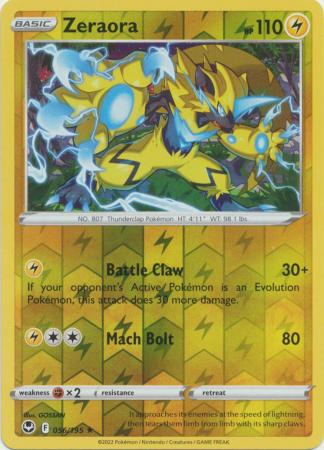 BASIC
Zeraora
HP 110
NO. 807 Thunderclap Pokémon HT: 4'11" WT: 98.1 lbs.
Battle Claw 30+
If your opponent's Active Pokémon is an Evolution
Pokémon, this attack does 30 more damage.
Mach Bolt 80
weakness ×2 resistance retreat
Illus. GOSSAN
F 056/195 ★
It approaches its enemies at the speed of lightning,
then tears them limb from limb with its sharp claws.
©2022 Pokémon / Nintendo / Creatures / GAME FREAK